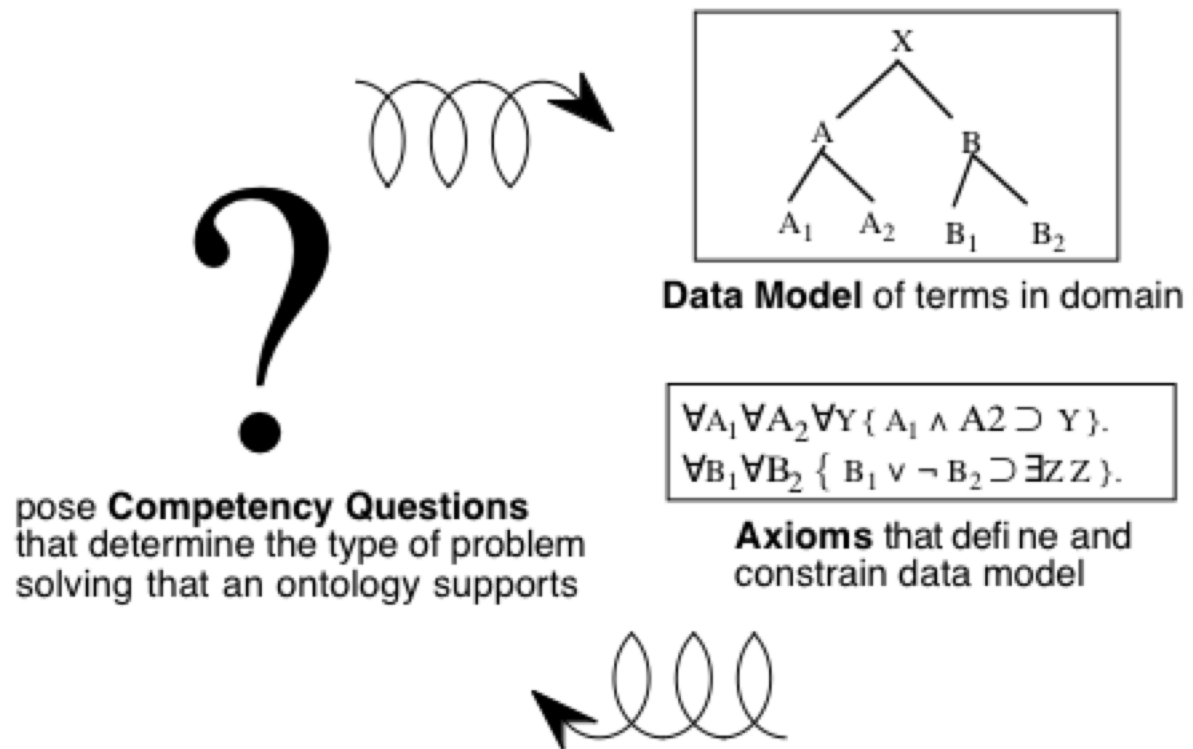 X
A B
A₁ A₂ B₁ B₂
Data Model of terms in domain
∀A₁∀A₂∀Y{ A₁ ∧ A2 ⊃ Y }.
∀B₁∀B₂ { B₁ ∨ ¬ B₂ ⊃ ∃Z Z }.
Axioms that defi ne and
constrain data model
?
pose Competency Questions
that determine the type of problem
solving that an ontology supports